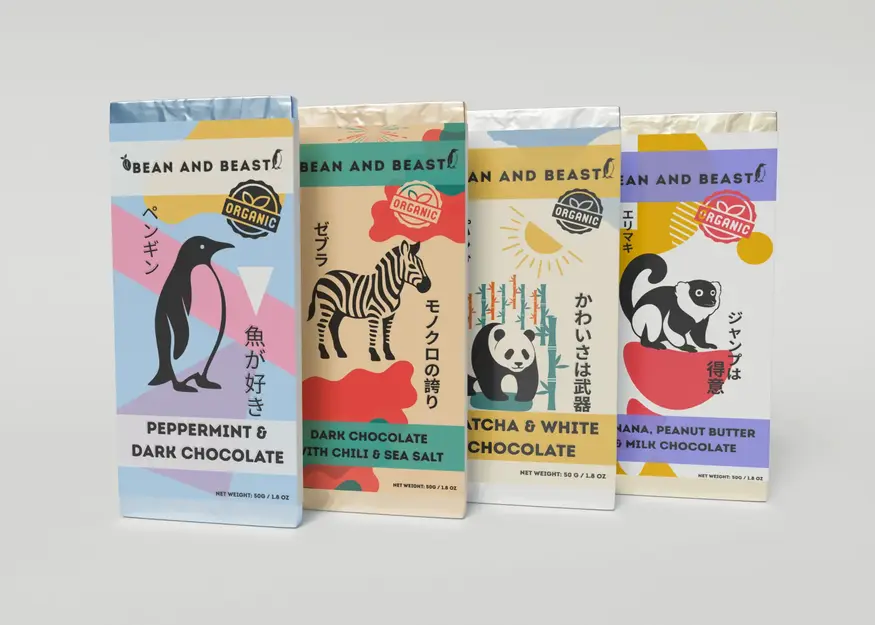 BEAN AND BEAST
ORGANIC
ペンギン
魚が好き
PEPPERMINT &
DARK CHOCOLATE
NET WEIGHT: 50G / 1.8 OZ
BEAN AND BEAST
ORGANIC
ゼブラ
モノクロの誇り
DARK CHOCOLATE
ITH CHILI & SEA SALT
NET WEIGHT: 50G / 1.8 OZ
AN AND BEAST
ORGANIC
かわいさは武器
ATCHA & WHITE
CHOCOLATE
NET WEIGHT: 50 G / 1.8 OZ
EAN AND BEAST
ORGANIC
エリマキ
ジャンプは
得意
NANA, PEANUT BUTTER
& MILK CHOCOLATE
NET WEIGHT: 50G / 1.8 OZ